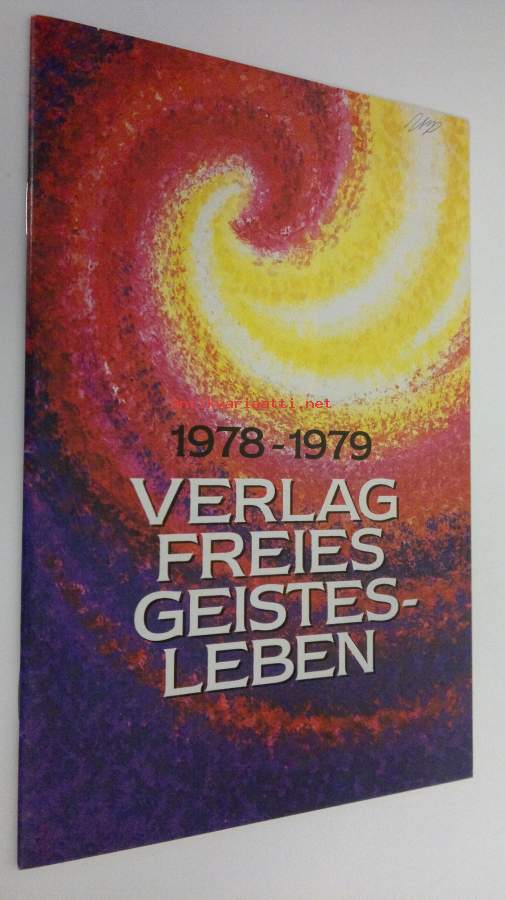 antikvariaatti.net
1978-1979
VERLAG
FREIES
GEISTES-
LEBEN